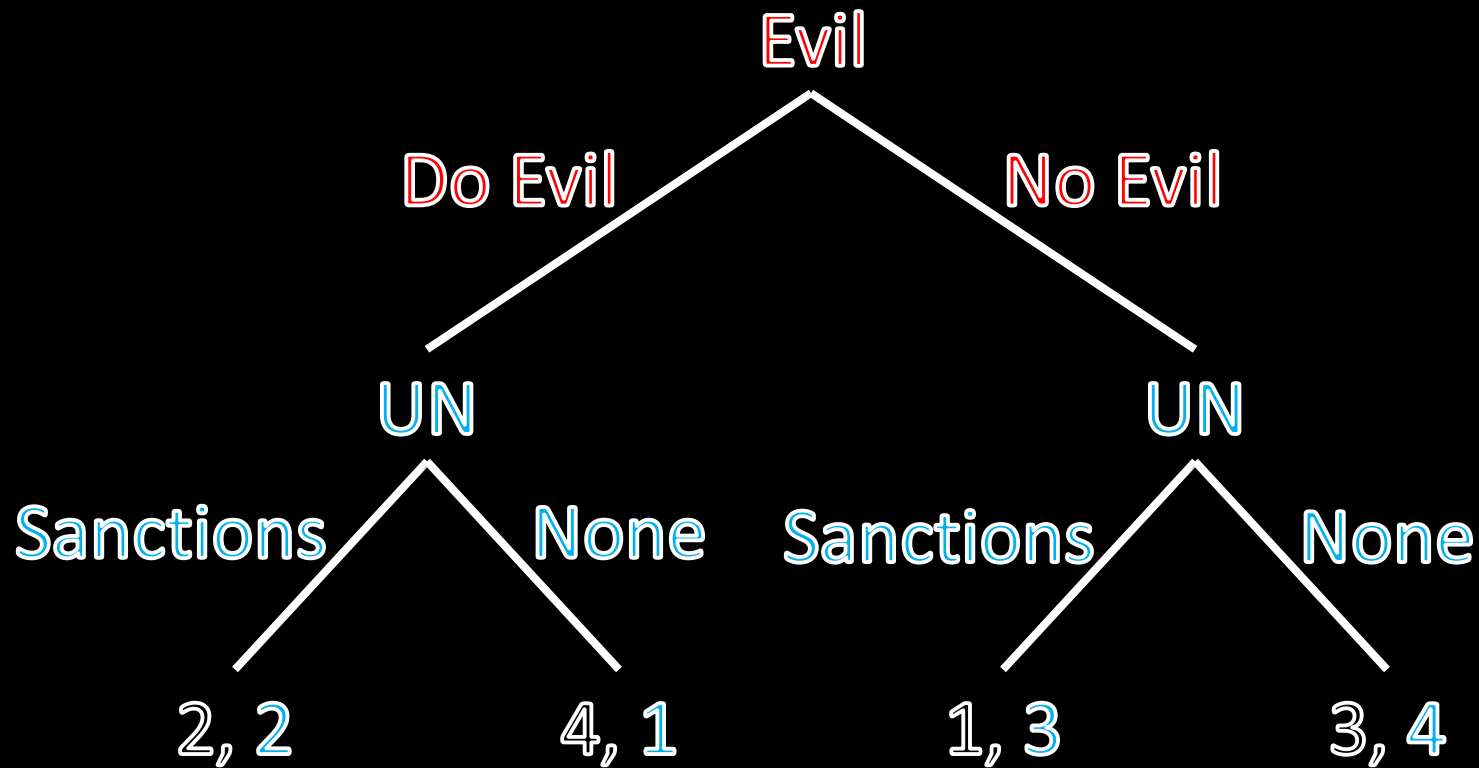 Evil
Do Evil No Evil
UN UN
Sanctions None Sanctions None
2, 2 4, 1 1, 3 3, 4